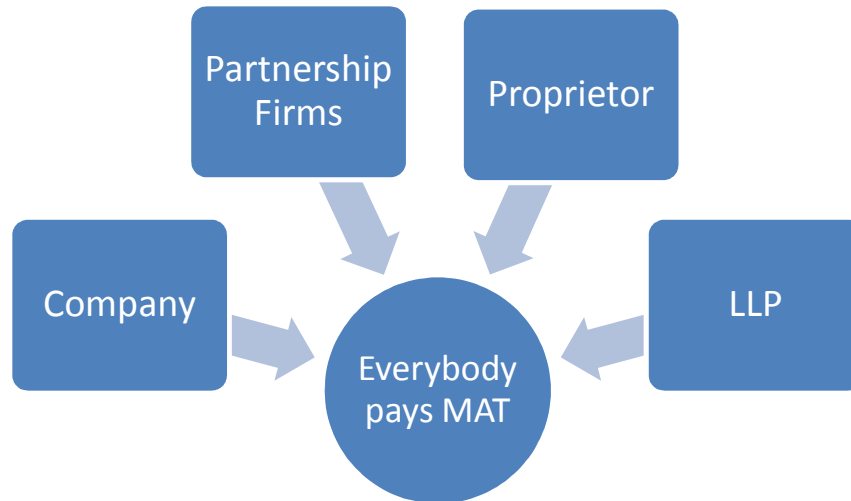 Partnership
Firms
Proprietor
Company
LLP
Everybody
pays MAT